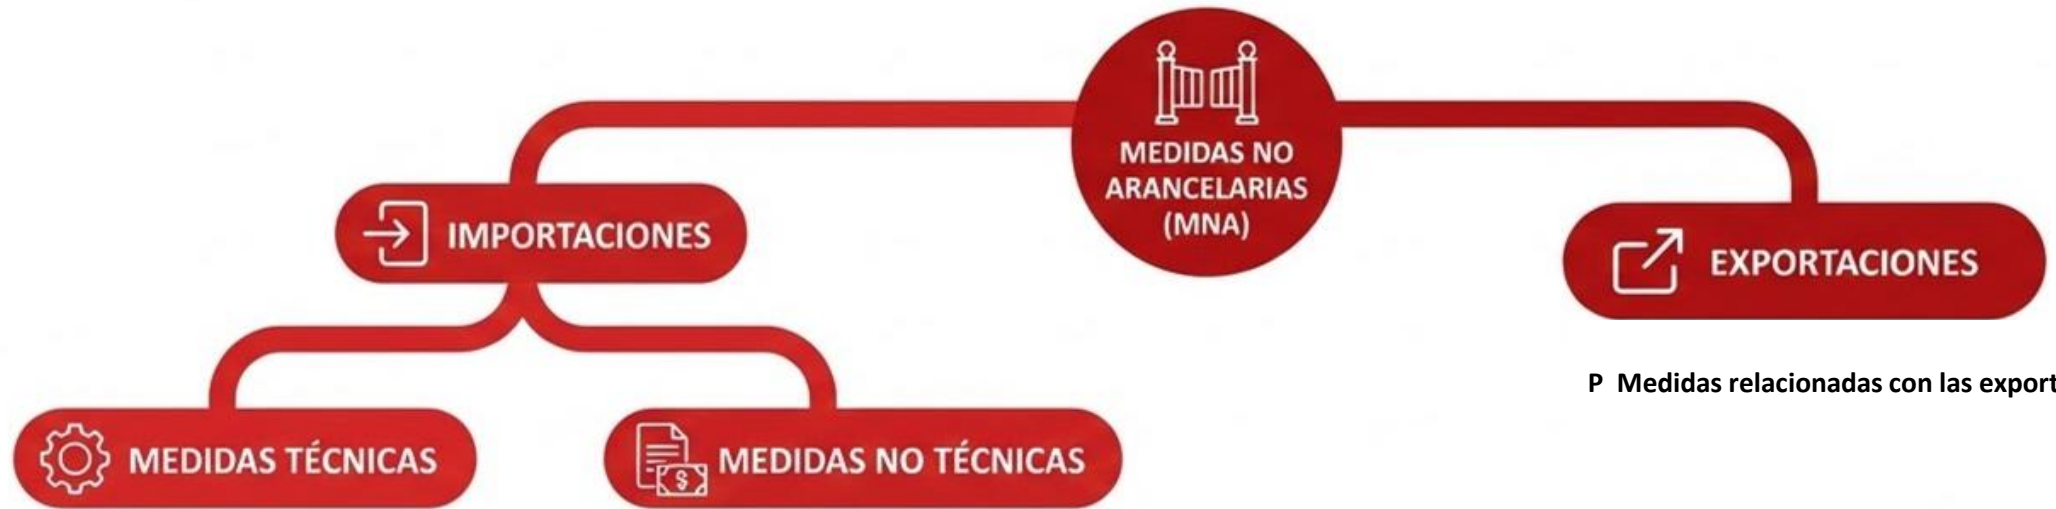 MEDIDAS NO
ARANCELARIAS
(MNA)
IMPORTACIONES
EXPORTACIONES
P Medidas relacionadas con las export
MEDIDAS TÉCNICAS
$
MEDIDAS NO TÉCNICAS